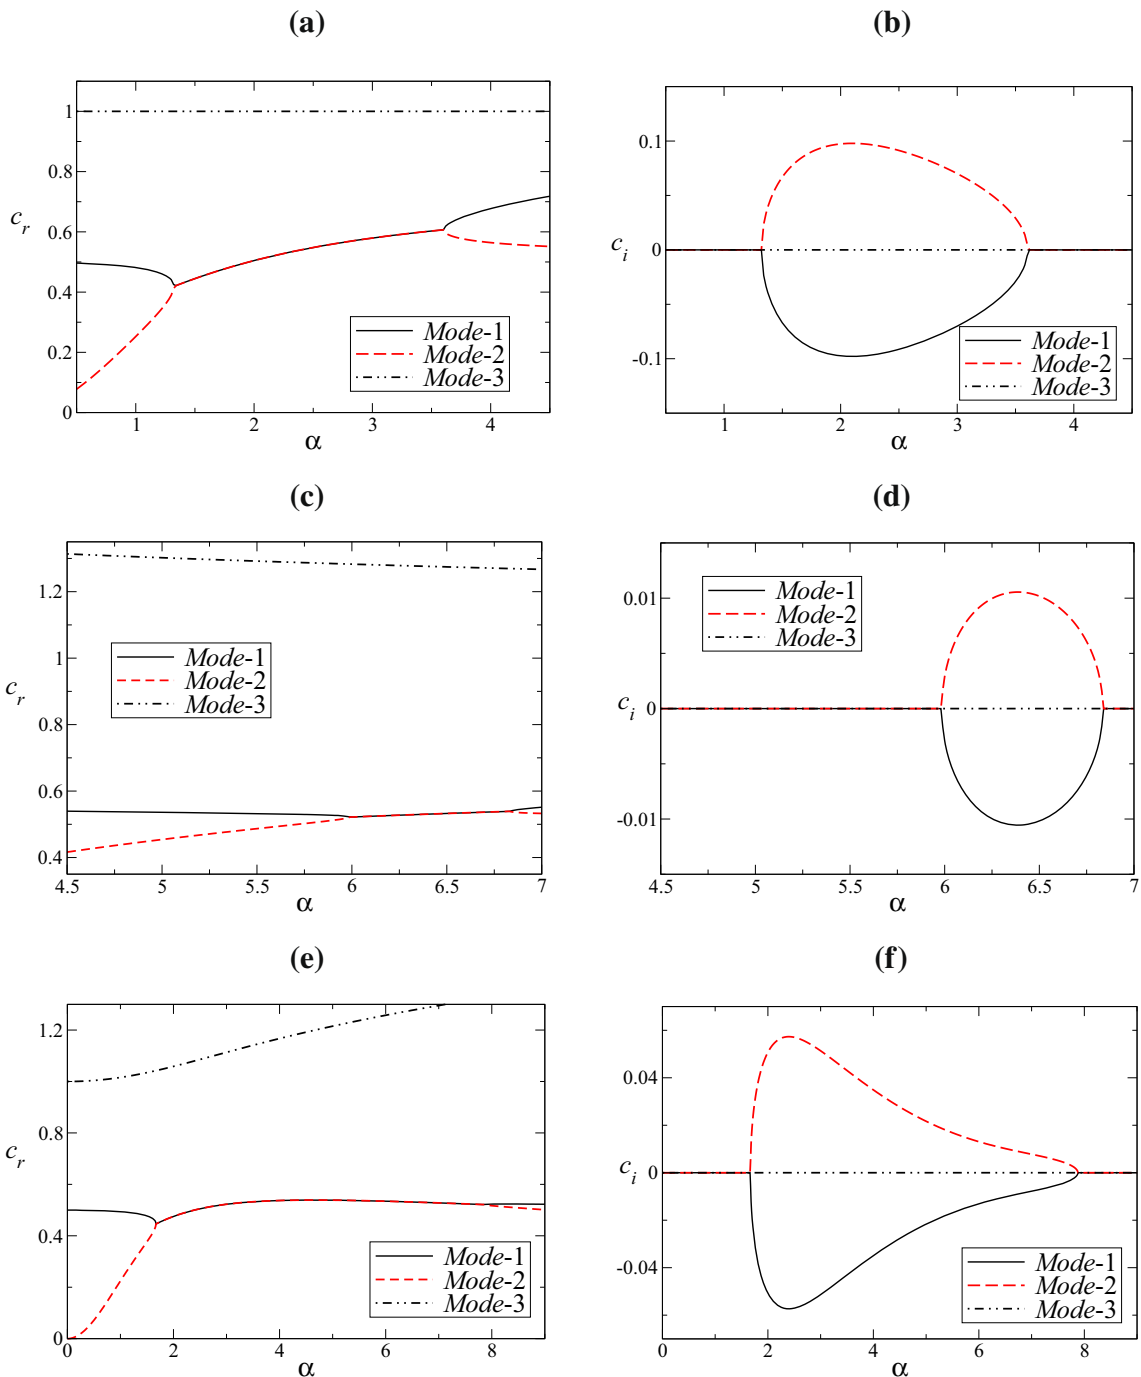 (a)
1
0.8
0.6
0.4
0.2
0
c_r
1
2
3
4
α
Mode-1
Mode-2
Mode-3
(b)
0.1
0
-0.1
c_i
1
2
3
4
α
Mode-1
Mode-2
Mode-3
(c)
1.2
1
0.8
0.6
0.4
c_r
4.5
5
5.5
6
6.5
7
α
Mode-1
Mode-2
Mode-3
(d)
0.01
0
-0.01
c_i
4.5
5
5.5
6
6.5
7
α
Mode-1
Mode-2
Mode-3
(e)
1.2
0.8
0.4
0
c_r
0
2
4
6
8
α
Mode-1
Mode-2
Mode-3
(f)
0.04
0
-0.04
c_i
0
2
4
6
8
α
Mode-1
Mode-2
Mode-3